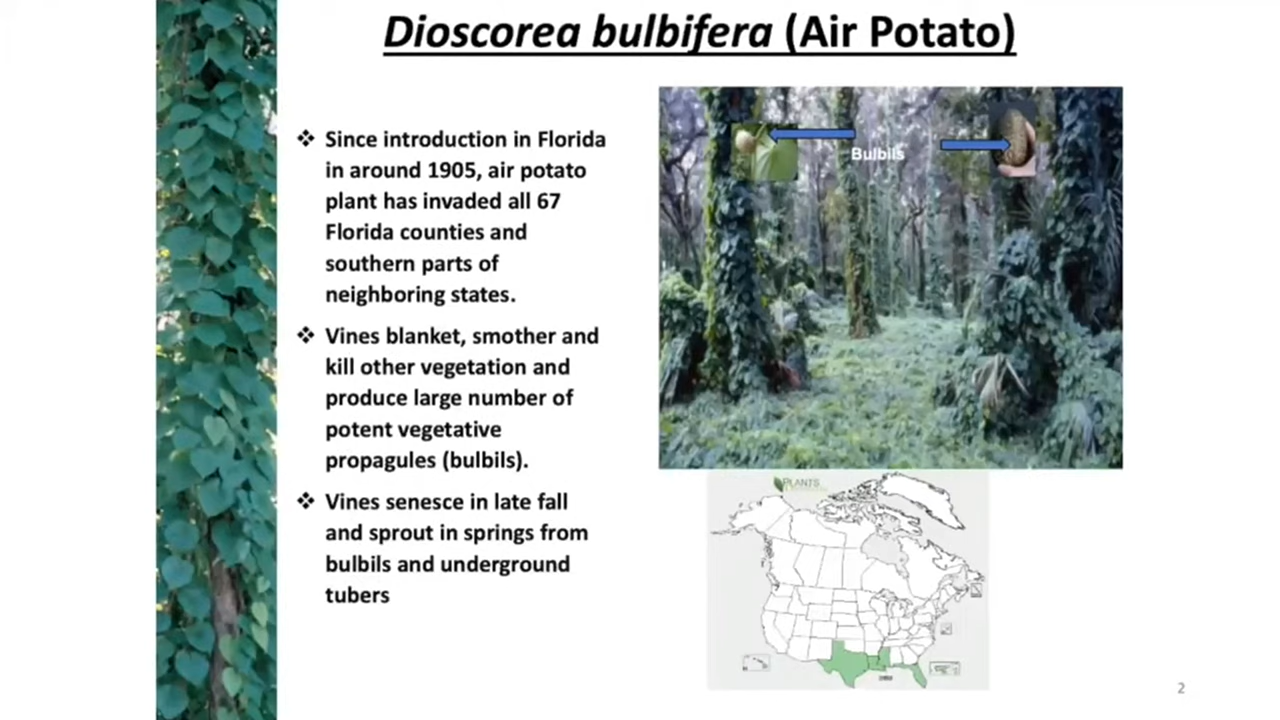 Dioscorea bulbifera (Air Potato)
❖ Since introduction in Florida
in around 1905, air potato
plant has invaded all 67
Florida counties and
southern parts of
neighboring states.
❖ Vines blanket, smother and
kill other vegetation and
produce large number of
potent vegetative
propagules (bulbils).
❖ Vines senesce in late fall
and sprout in springs from
bulbils and underground
tubers
Bulbils
PLANTS
2